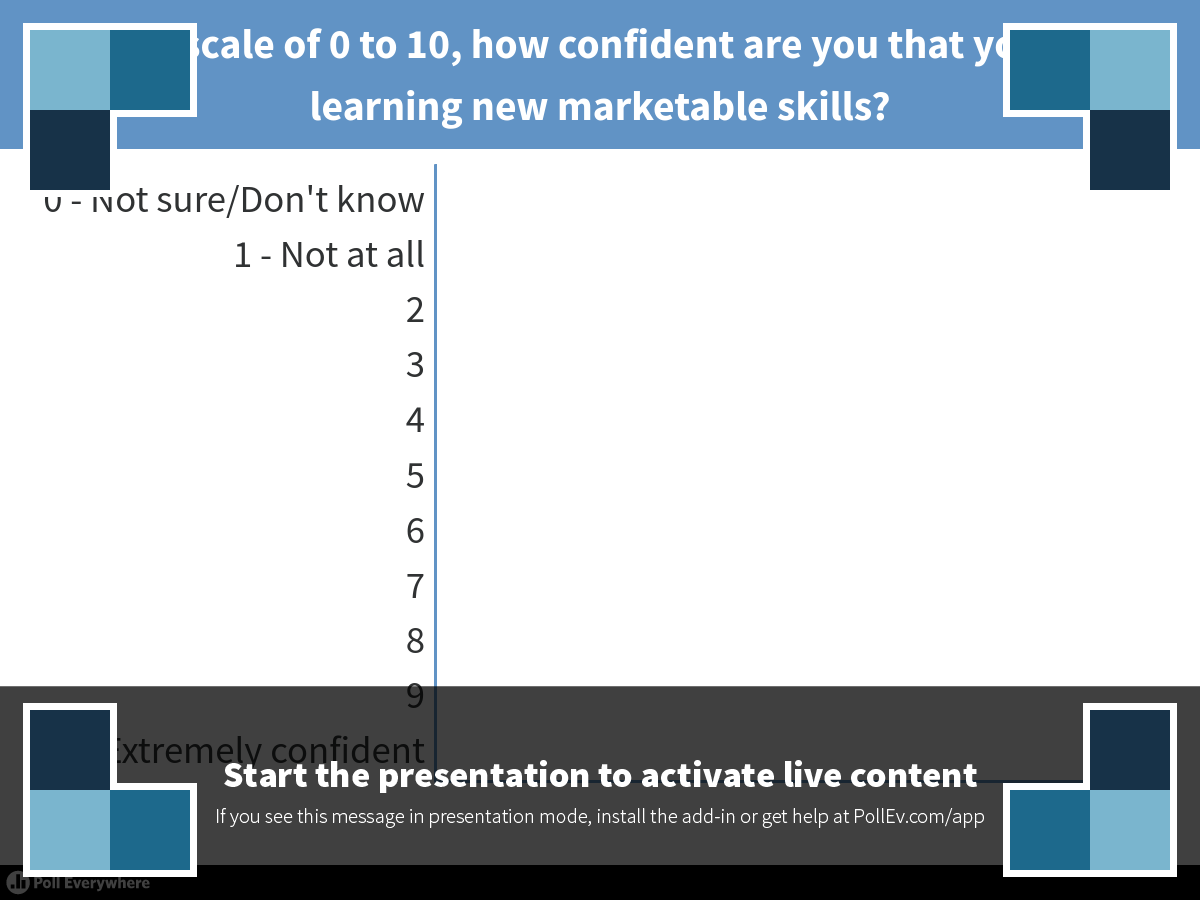 scale of 0 to 10, how confident are you that
learning new marketable skills?
0 - Not sure/Don't know
1 - Not at all
2
3
4
5
6
7
8
9
Extremely confident
Start the presentation to activate live content
If you see this message in presentation mode, install the add-in or get help at PollEv.com/app
Poll Everywhere